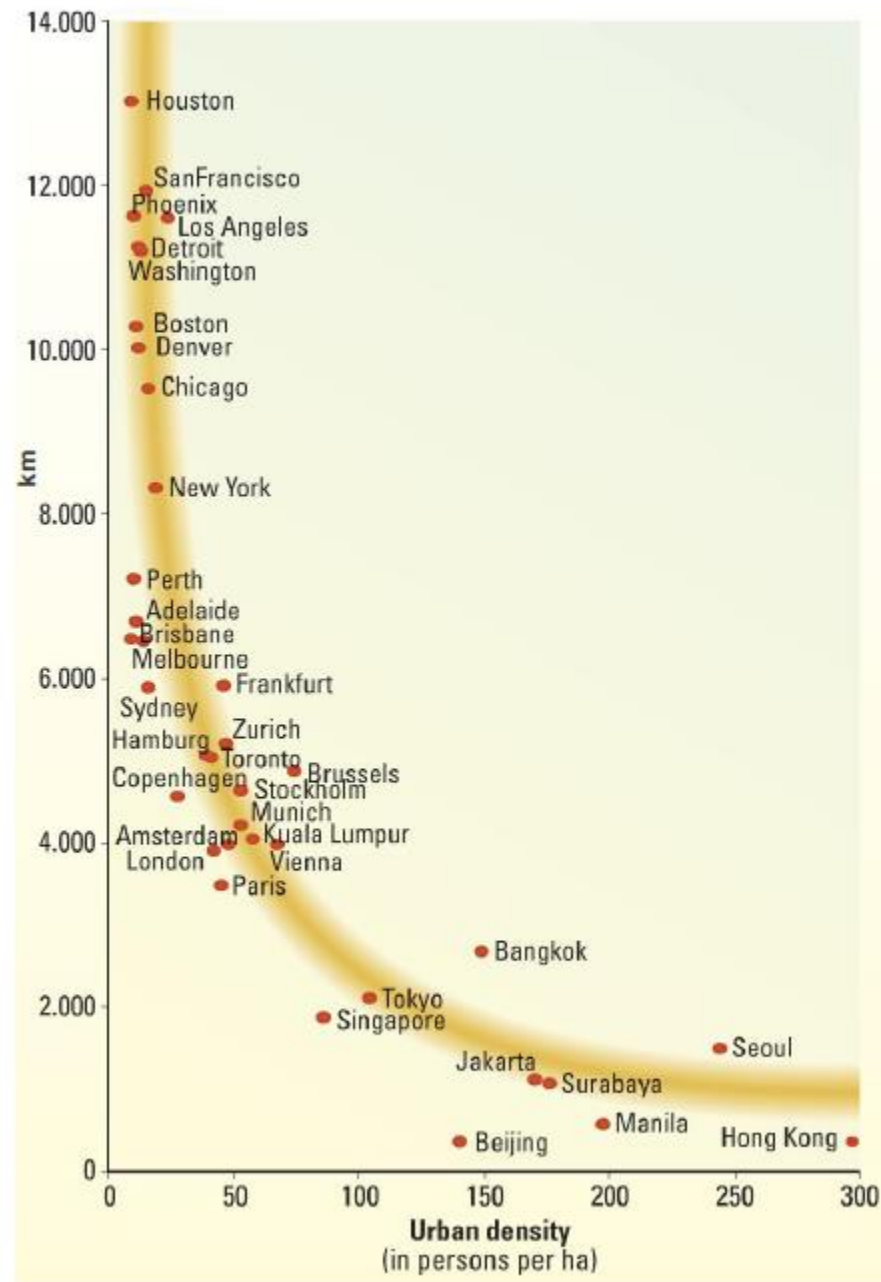 14.000
Houston
12.000
SanFrancisco
Phoenix
Los Angeles
Detroit
Washington
Boston
10.000
Denver
Chicago
km
New York
8.000
Perth
Adelaide
Brisbane
Melbourne
6.000
Frankfurt
Sydney
Zurich
Hamburg
Toronto
Brussels
Copenhagen
Stockholm
Munich
4.000
Amsterdam
Kuala Lumpur
London
Vienna
Paris
Bangkok
2.000
Tokyo
Singapore
Seoul
Jakarta
Surabaya
Manila
Beijing
Hong Kong
0
0 50 100 150 200 250 300
Urban density
(in persons per ha)